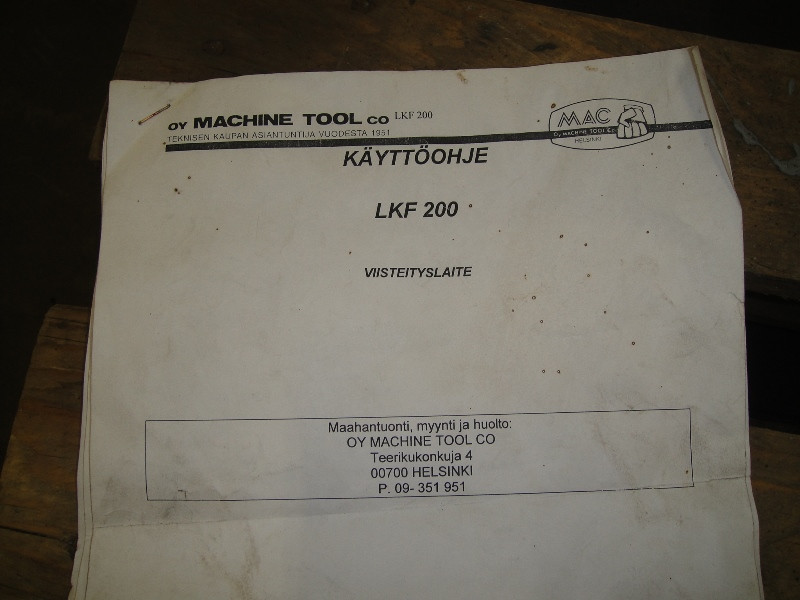 OY MACHINE TOOL CO LKF 200
TEKNISEN KAUPAN ASIANTUNTIJA VUODESTA 1951
MAC
Oy MACHINE TOOL Co
HELSINKI
KÄYTTÖOHJE
LKF 200
VIISTEITYSLAITE
Maahantuonti, myynti ja huolto:
OY MACHINE TOOL CO
Teerikukonkuja 4
00700 HELSINKI
P. 09- 351 951